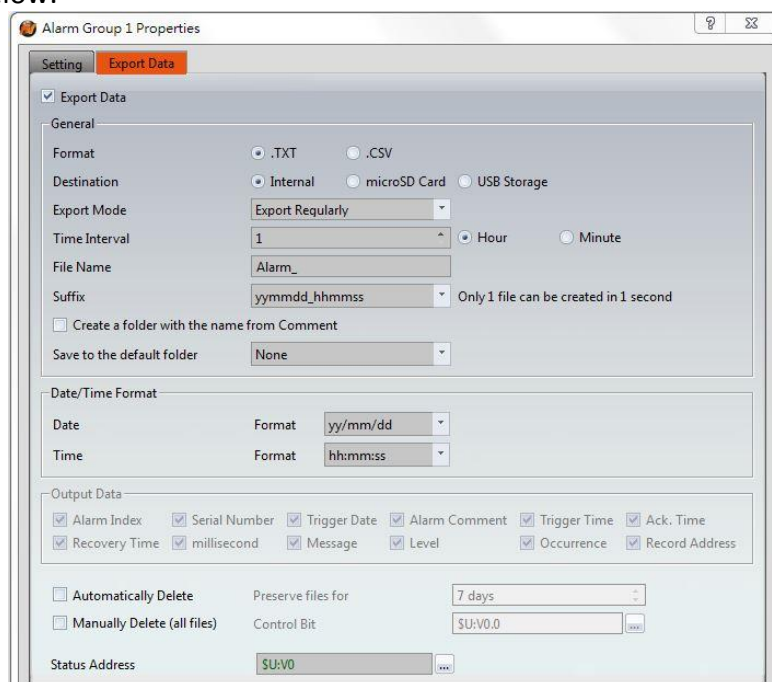 Alarm Group 1 Properties
Setting Export Data
Export Data
General
Format .TXT .CSV
Destination Internal microSD Card USB Storage
Export Mode Export Regularly
Time Interval 1 Hour Minute
File Name Alarm_
Suffix yymmdd_hhmmss Only 1 file can be created in 1 second
Create a folder with the name from Comment
Save to the default folder None
Date/Time Format
Date Format yy/mm/dd
Time Format hh:mm:ss
Output Data
Alarm Index Serial Number Trigger Date Alarm Comment Trigger Time Ack. Time
Recovery Time millisecond Message Level Occurrence Record Address
Automatically Delete Preserve files for 7 days
Manually Delete (all files) Control Bit $U:V0.0 ...
Status Address $U:V0 ...